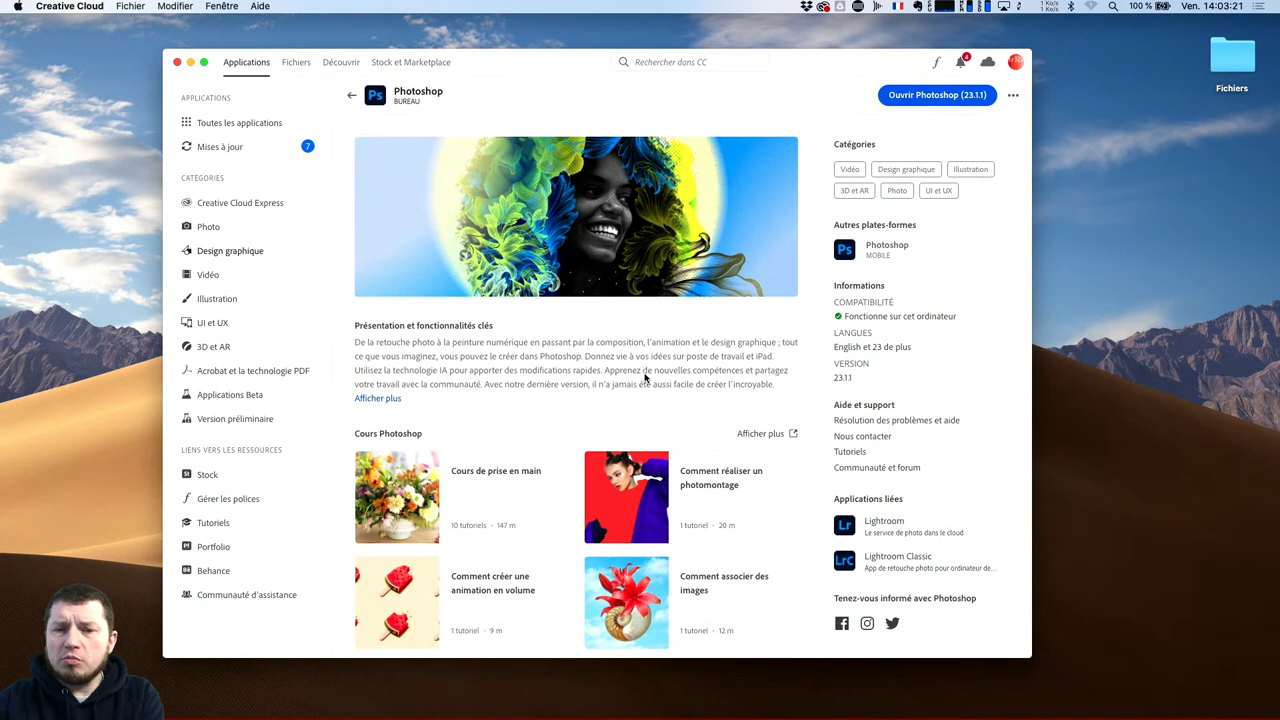 Creative Cloud Fichier Modifier Fenêtre Aide
100 % Ven. 14:03:21
Fichiers
Applications Fichiers Découvrir Stock et Marketplace
Rechercher dans CC
4
APPLICATIONS
Toutes les applications
Mises à jour 7
CATÉGORIES
Creative Cloud Express
Photo
Design graphique
Vidéo
Illustration
UI et UX
3D et AR
Acrobat et la technologie PDF
Applications Beta
Version préliminaire
LIENS VERS LES RESSOURCES
St Stock
Gérer les polices
Tutoriels
Pf Portfolio
Bē Behance
Communauté d'assistance
Ps Photoshop
BUREAU
Ouvrir Photoshop (23.1.1)
Présentation et fonctionnalités clés
De la retouche photo à la peinture numérique en passant par la composition, l'animation et le design graphique ; tout
ce que vous imaginez, vous pouvez le créer dans Photoshop. Donnez vie à vos idées sur poste de travail et iPad.
Utilisez la technologie IA pour apporter des modifications rapides. Apprenez de nouvelles compétences et partagez
votre travail avec la communauté. Avec notre dernière version, il n'a jamais été aussi facile de créer l'incroyable.
Afficher plus
Cours Photoshop
Afficher plus
Cours de prise en main
10 tutoriels • 147 m
Comment réaliser un
photomontage
1 tutoriel • 20 m
Comment créer une
animation en volume
1 tutoriel • 9 m
Comment associer des
images
1 tutoriel • 12 m
Catégories
Vidéo Design graphique Illustration
3D et AR Photo UI et UX
Autres plates-formes
Ps Photoshop
MOBILE
Informations
COMPATIBILITÉ
Fonctionne sur cet ordinateur
LANGUES
English et 23 de plus
VERSION
23.1.1
Aide et support
Résolution des problèmes et aide
Nous contacter
Tutoriels
Communauté et forum
Applications liées
Lr Lightroom
Le service de photo dans le cloud
LrC Lightroom Classic
App de retouche photo pour ordinateur de...
Tenez-vous informé avec Photoshop